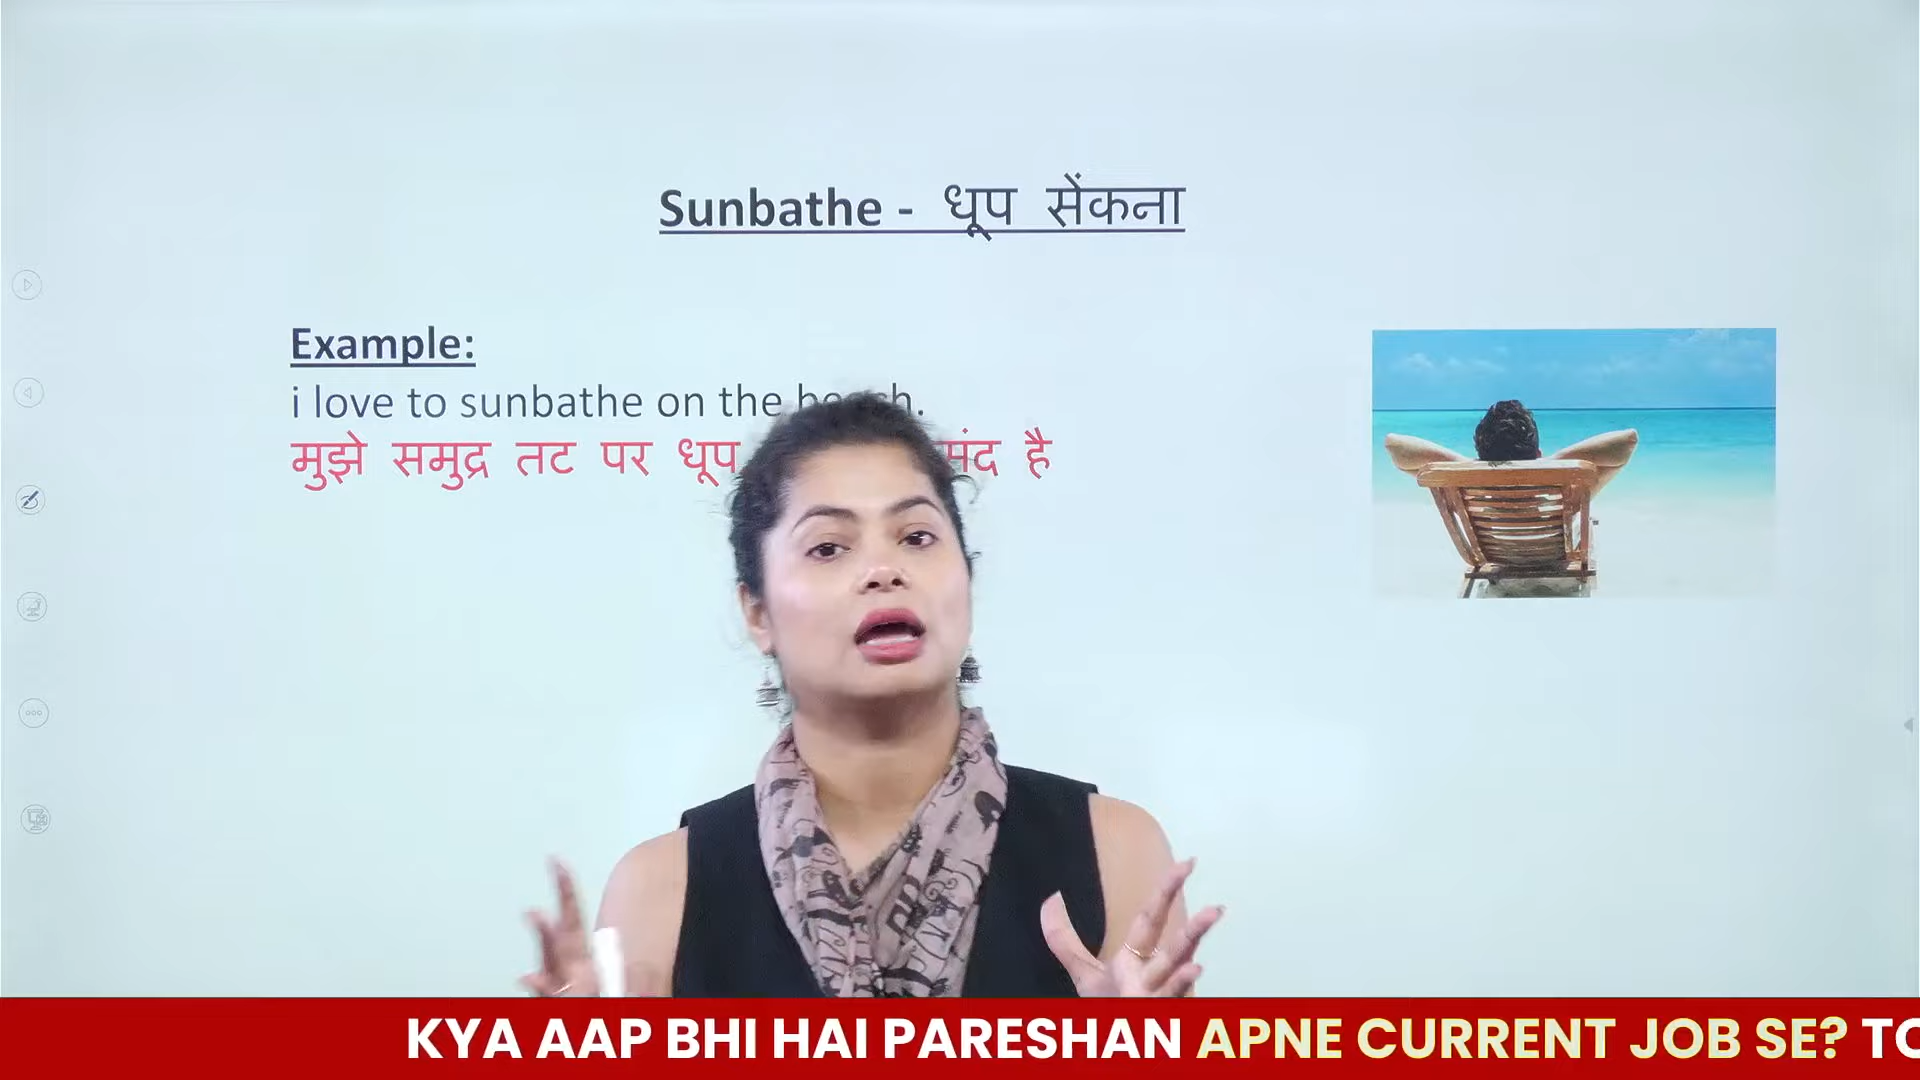 Sunbathe - धूप सेंकना
Example:
i love to sunbathe on the
मुझे समुद्र तट पर धूप है
KYA AAP BHI HAI PARESHAN APNE CURRENT JOB SE? TO